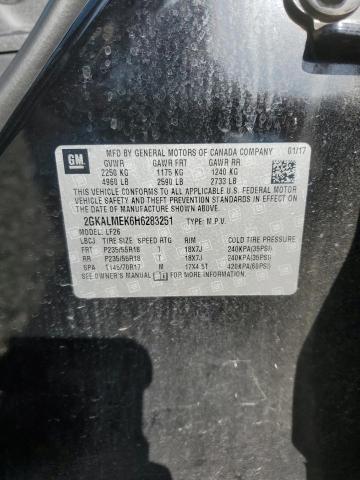 GM
MFD BY GENERAL MOTORS OF CANADA COMPANY 01/17
GVWR GAWR FRT GAWR RR
2250 KG 1175 KG 1240 KG
4960 LB 2590 LB 2733 LB
THIS VEHICLE CONFORMS TO ALL APPLICABLE U.S.
FEDERAL MOTOR VEHICLE SAFETY, BUMPER, AND
THEFT PREVENTION STANDARDS IN EFFECT ON THE
DATE OF MANUFACTURE SHOWN ABOVE.
2GKALMEK6H6283251 TYPE: M.P.V.
MODEL: LF26
LBCJ TIRE SIZE SPEED RTG RIM COLD TIRE PRESSURE
FRT P235/55R18 T 18X7J 240KPA(35PSI)
RR P235/55R18 T 18X7J 240KPA(35PSI)
SPA T145/70R17 M 17X4.5T 420KPA(60PSI)
SEE OWNER'S MANUAL FOR ADDITIONAL INFORMATION